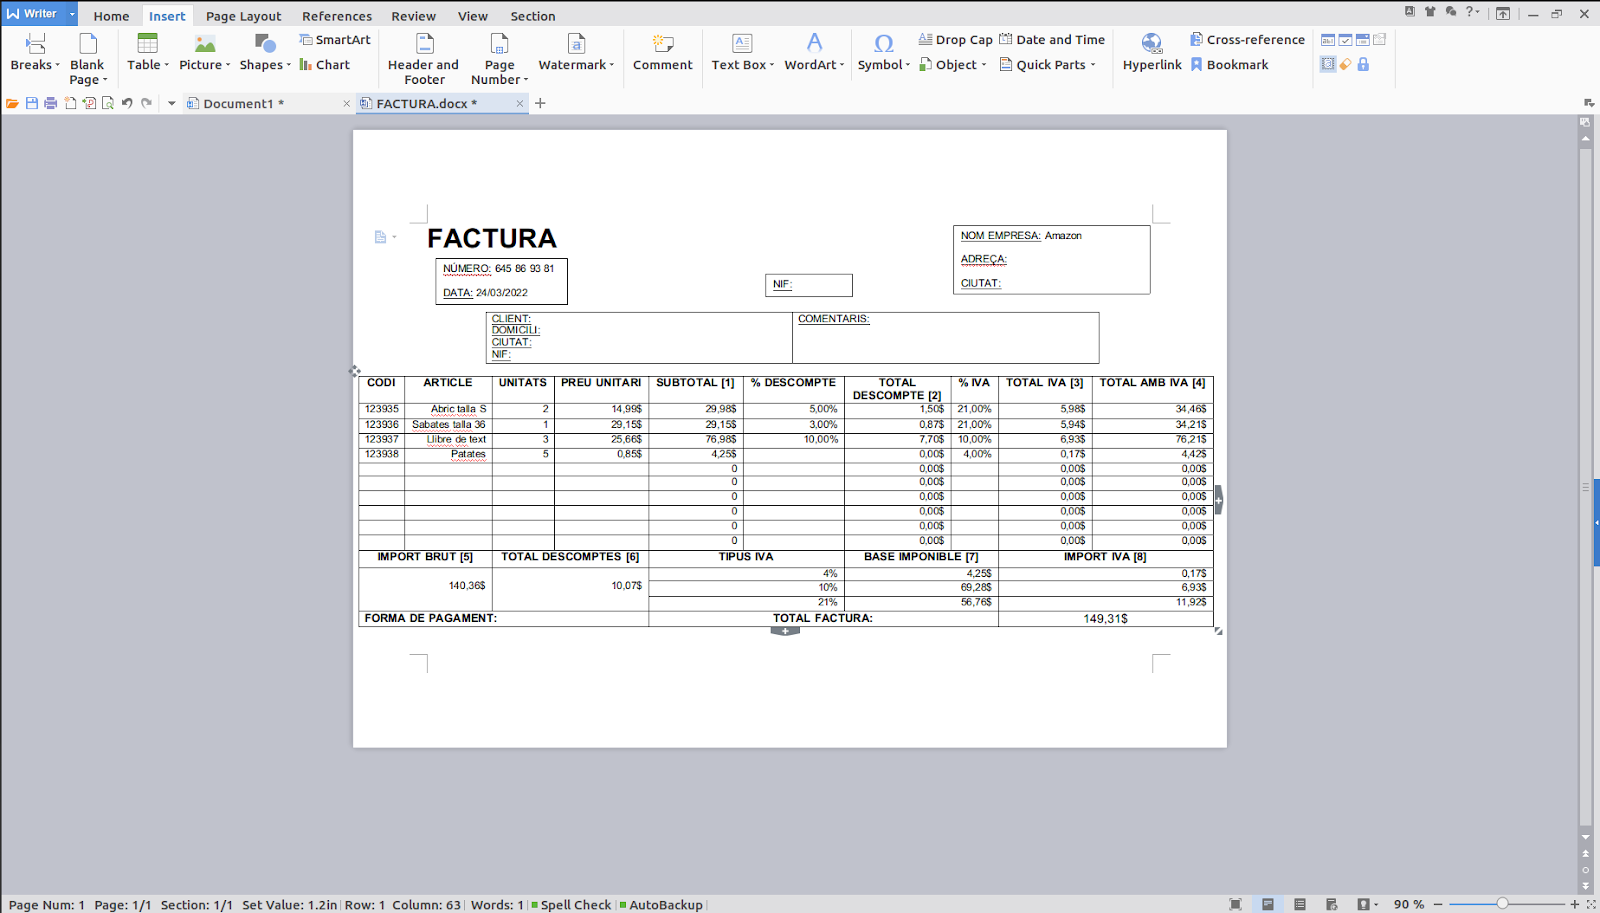 Writer
Home Insert Page Layout References Review View Section
Breaks Blank Page Table Picture Shapes SmartArt Chart Header and Footer Page Number Watermark Comment Text Box WordArt Symbol Drop Cap Object Date and Time Quick Parts Hyperlink Cross-reference Bookmark
Document1 * FACTURA.docx *
FACTURA
NÚMERO: 645 86 93 81
DATA: 24/03/2022
NIF:
NOM EMPRESA: Amazon
ADREÇA:
CIUTAT:
CLIENT:
DOMICILI:
CIUTAT:
NIF:
COMENTARIS:
CODI ARTICLE UNITATS PREU UNITARI SUBTOTAL [1] % DESCOMPTE TOTAL DESCOMPTE [2] % IVA TOTAL IVA [3] TOTAL AMB IVA [4]
123935 Abric talla S 2 14,99$ 29,98$ 5,00% 1,50$ 21,00% 5,98$ 34,46$
123936 Sabates talla 36 1 29,15$ 29,15$ 3,00% 0,87$ 21,00% 5,94$ 34,21$
123937 Llibre de text 3 25,66$ 76,98$ 10,00% 7,70$ 10,00% 6,93$ 76,21$
123938 Patates 5 0,85$ 4,25$ 0,00$ 4,00% 0,17$ 4,42$
0 0,00$ 0,00$ 0,00$
0 0,00$ 0,00$ 0,00$
0 0,00$ 0,00$ 0,00$
0 0,00$ 0,00$ 0,00$
0 0,00$ 0,00$ 0,00$
0 0,00$ 0,00$ 0,00$
IMPORT BRUT [5] TOTAL DESCOMPTES [6] TIPUS IVA BASE IMPONIBLE [7] IMPORT IVA [8]
140,36$ 10,07$
4% 4,25$ 0,17$
10% 69,28$ 6,93$
21% 56,76$ 11,92$
FORMA DE PAGAMENT: TOTAL FACTURA: 149,31$
Page Num: 1 Page: 1/1 Section: 1/1 Set Value: 1.2in Row: 1 Column: 63 Words: 1 Spell Check AutoBackup 90 %